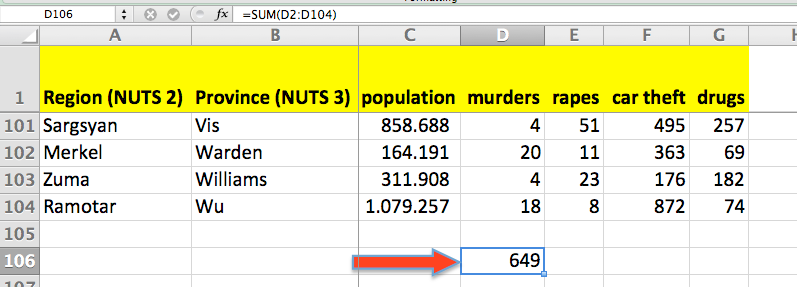 Formatting
D106 fx =SUM(D2:D104)
A B C D E F G H
1 Region (NUTS 2) Province (NUTS 3) population murders rapes car theft drugs
101 Sargsyan Vis 858.688 4 51 495 257
102 Merkel Warden 164.191 20 11 363 69
103 Zuma Williams 311.908 4 23 176 182
104 Ramotar Wu 1.079.257 18 8 872 74
105
106 649
107